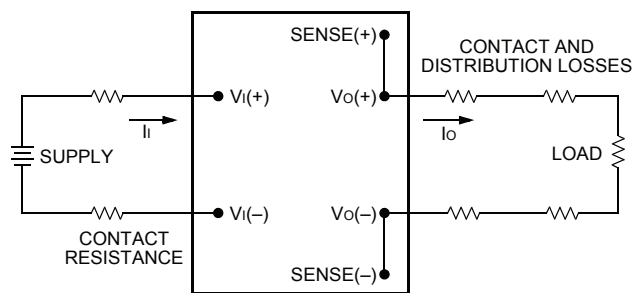 SENSE(+)
CONTACT AND
DISTRIBUTION LOSSES
VI(+)
VO(+)
II
IO
SUPPLY
LOAD
VI(–)
VO(–)
CONTACT
RESISTANCE
SENSE(–)